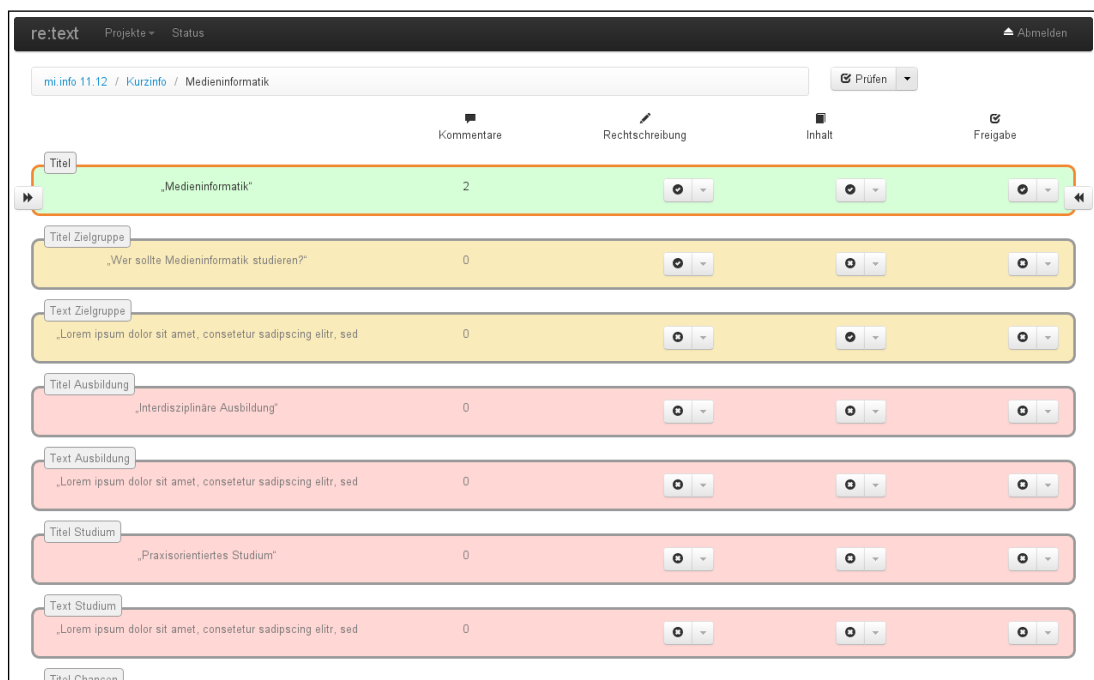 re:text Projekte Status Abmelden
mi.info 11.12 / Kurzinfo / Medieninformatik Prüfen
Kommentare Rechtschreibung Inhalt Freigabe
Titel
„Medieninformatik“ 2
Titel Zielgruppe
„Wer sollte Medieninformatik studieren?“ 0
Text Zielgruppe
„Lorem ipsum dolor sit amet, consetetur sadipscing elitr, sed 0
Titel Ausbildung
„Interdisziplinäre Ausbildung“ 0
Text Ausbildung
„Lorem ipsum dolor sit amet, consetetur sadipscing elitr, sed 0
Titel Studium
„Praxisorientiertes Studium“ 0
Text Studium
„Lorem ipsum dolor sit amet, consetetur sadipscing elitr, sed 0
Titel Chancen